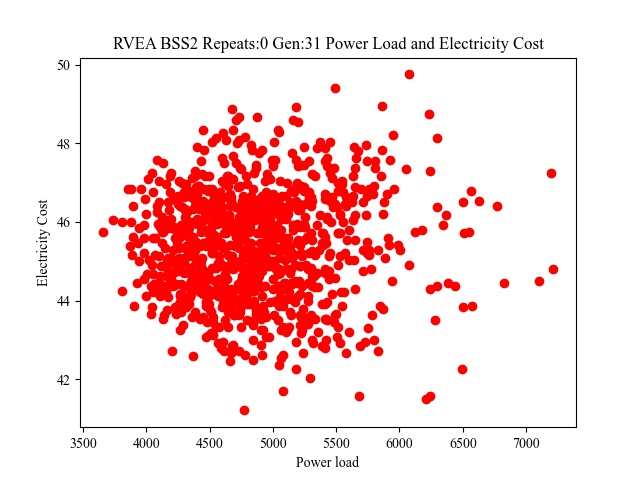 RVEA BSS2 Repeats:0 Gen:31 Power Load and Electricity Cost
50
48
46
44
42
Electricity Cost
3500 4000 4500 5000 5500 6000 6500 7000
Power load